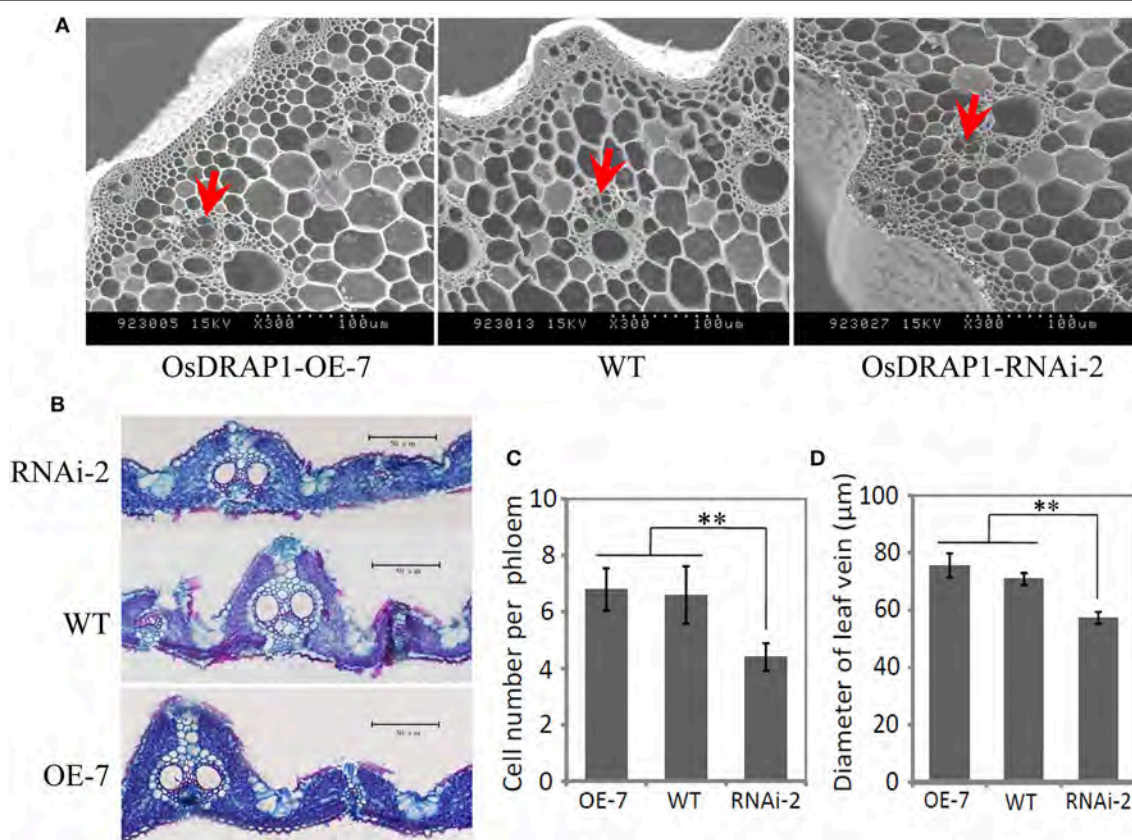 A
923005 15KV X300 100um
923013 15KV X300 100um
923027 15KV X300 100um
OsDRAP1-OE-7
WT
OsDRAP1-RNAi-2
B
RNAi-2
WT
OE-7
C
Cell number per phloem
10
8
6
4
2
0
**
OE-7 WT RNAi-2
D
Diameter of leaf vein (μm)
100
80
60
40
20
0
**
OE-7 WT RNAi-2